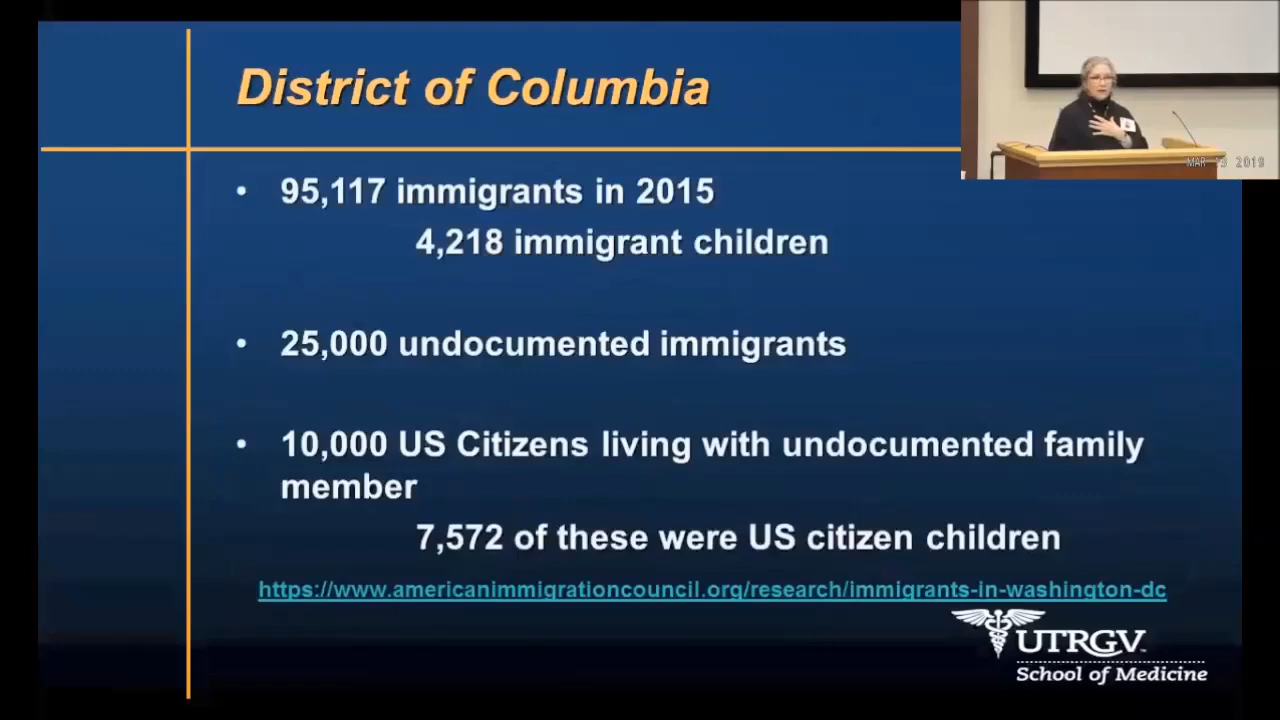 District of Columbia
• 95,117 immigrants in 2015
4,218 immigrant children
• 25,000 undocumented immigrants
• 10,000 US Citizens living with undocumented family
member
7,572 of these were US citizen children
https://www.americanimmigrationcouncil.org/research/immigrants-in-washington-dc
UTRGV
School of Medicine
MAR 2019